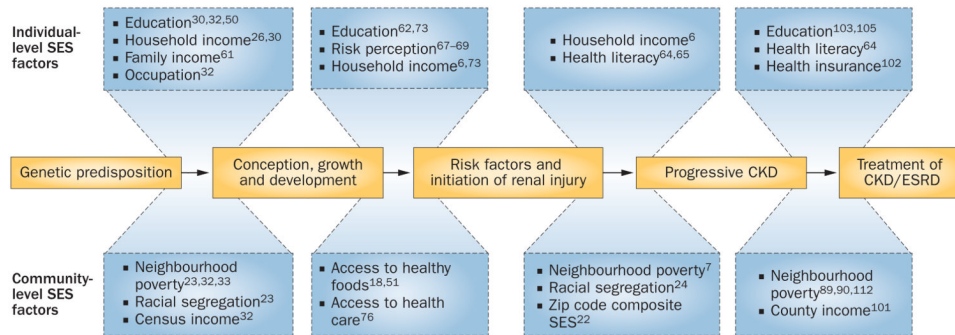 Individual-
level SES
factors
▪ Education30,32,50
▪ Household income26,30
▪ Family income61
▪ Occupation32
▪ Education62,73
▪ Risk perception67–69
▪ Household income6,73
▪ Household income6
▪ Health literacy64,65
▪ Education103,105
▪ Health literacy64
▪ Health insurance102
Genetic predisposition
Conception, growth
and development
Risk factors and
initiation of renal injury
Progressive CKD
Treatment of
CKD/ESRD
Community-
level SES
factors
▪ Neighbourhood
poverty23,32,33
▪ Racial segregation23
▪ Census income32
▪ Access to healthy
foods18,51
▪ Access to health
care76
▪ Neighbourhood poverty7
▪ Racial segregation24
▪ Zip code composite
SES22
▪ Neighbourhood
poverty89,90,112
▪ County income101